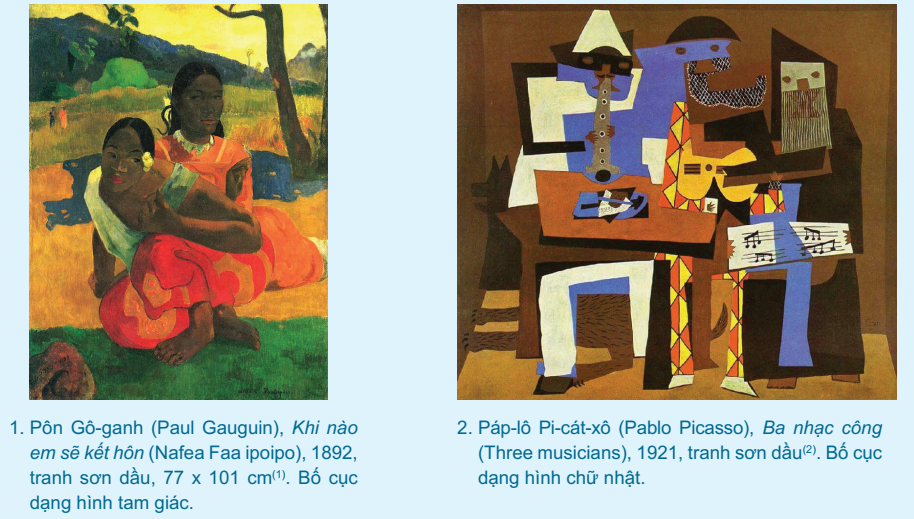 1. Pôn Gô-ganh (Paul Gauguin), Khi nào
em sẽ kết hôn (Nafea Faa ipoipo), 1892,
tranh sơn dầu, 77 x 101 cm(1). Bố cục
dạng hình tam giác.
2. Páp-lô Pi-cát-xô (Pablo Picasso), Ba nhạc công
(Three musicians), 1921, tranh sơn dầu(2). Bố cục
dạng hình chữ nhật.